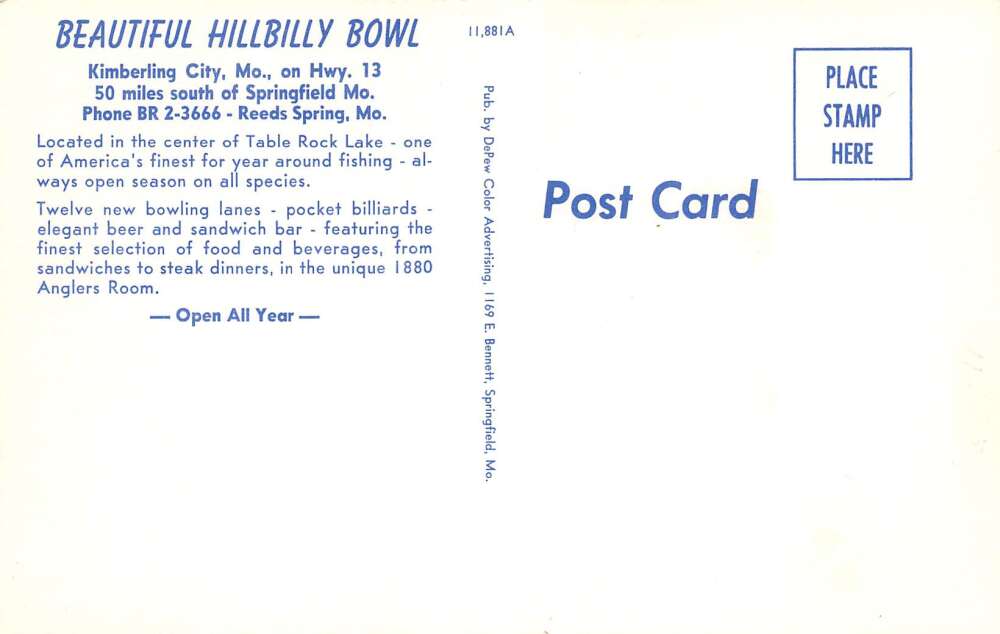 BEAUTIFUL HILLBILLY BOWL
Kimberling City, Mo., on Hwy. 13
50 miles south of Springfield Mo.
Phone BR 2-3666 - Reeds Spring, Mo.
Located in the center of Table Rock Lake - one
of America's finest for year around fishing - al-
ways open season on all species.
Twelve new bowling lanes - pocket billiards -
elegant beer and sandwich bar - featuring the
finest selection of food and beverages, from
sandwiches to steak dinners, in the unique 1880
Anglers Room.
— Open All Year —
11,881A
Pub. by DePew Color Advertising, 1169 E. Bennett, Springfield, Mo.
Post Card
PLACE
STAMP
HERE